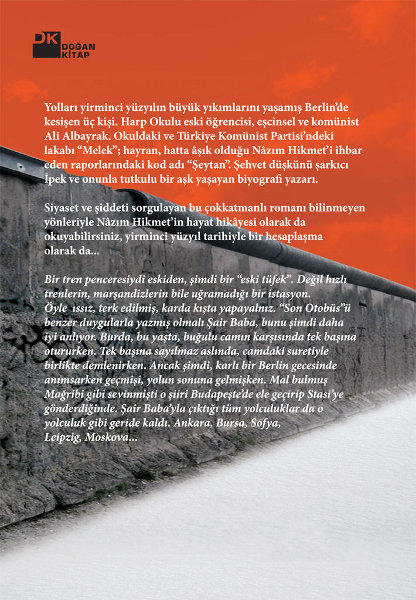 DK
DOĞAN
KİTAP
Yolları yirminci yüzyılın büyük yıkımlarını yaşamış Berlin’de
kesişen üç kişi. Harp Okulu eski öğrencisi, eşcinsel ve komünist
Ali Albayrak. Okuldaki ve Türkiye Komünist Partisi’ndeki
lakabı “Melek”; hayran, hatta âşık olduğu Nâzım Hikmet’i ihbar
eden raporlarındaki kod adı “Şeytan”. Şehvet düşkünü şarkıcı
İpek ve onunla tutkulu bir aşk yaşayan biyografi yazarı.
Siyaset ve şiddeti sorgulayan bu çokkatmanlı romanı bilinmeyen
yönleriyle Nâzım Hikmet’in hayat hikâyesi olarak da
okuyabilirsiniz, yirminci yüzyıl tarihiyle bir hesaplaşma
olarak da...
Bir tren penceresiydi eskiden, şimdi bir “eski tüfek”. Değil hızlı
trenlerin, marşandizlerin bile uğramadığı bir istasyon.
Öyle ıssız, terk edilmiş, karda kışta yapayalnız. “Son Otobüs”ü
benzer duygularla yazmış olmalı Şair Baba, bunu şimdi daha
iyi anlıyor. Burda, bu yaşta, buğulu camın karşısında tek başına
otururken. Tek başına sayılmaz aslında, camdaki suretiyle
birlikte demlenirken. Ancak şimdi, karlı bir Berlin gecesinde
anımsarken geçmişi, yolun sonuna gelmişken. Mal bulmuş
Mağribi gibi sevinmişti o şiiri Budapeşte’de ele geçirip Stasi’ye
gönderdiğinde. Şair Baba’yla çıktığı tüm yolculuklar da o
yolculuk gibi geride kaldı. Ankara, Bursa, Sofya,
Leipzig, Moskova...